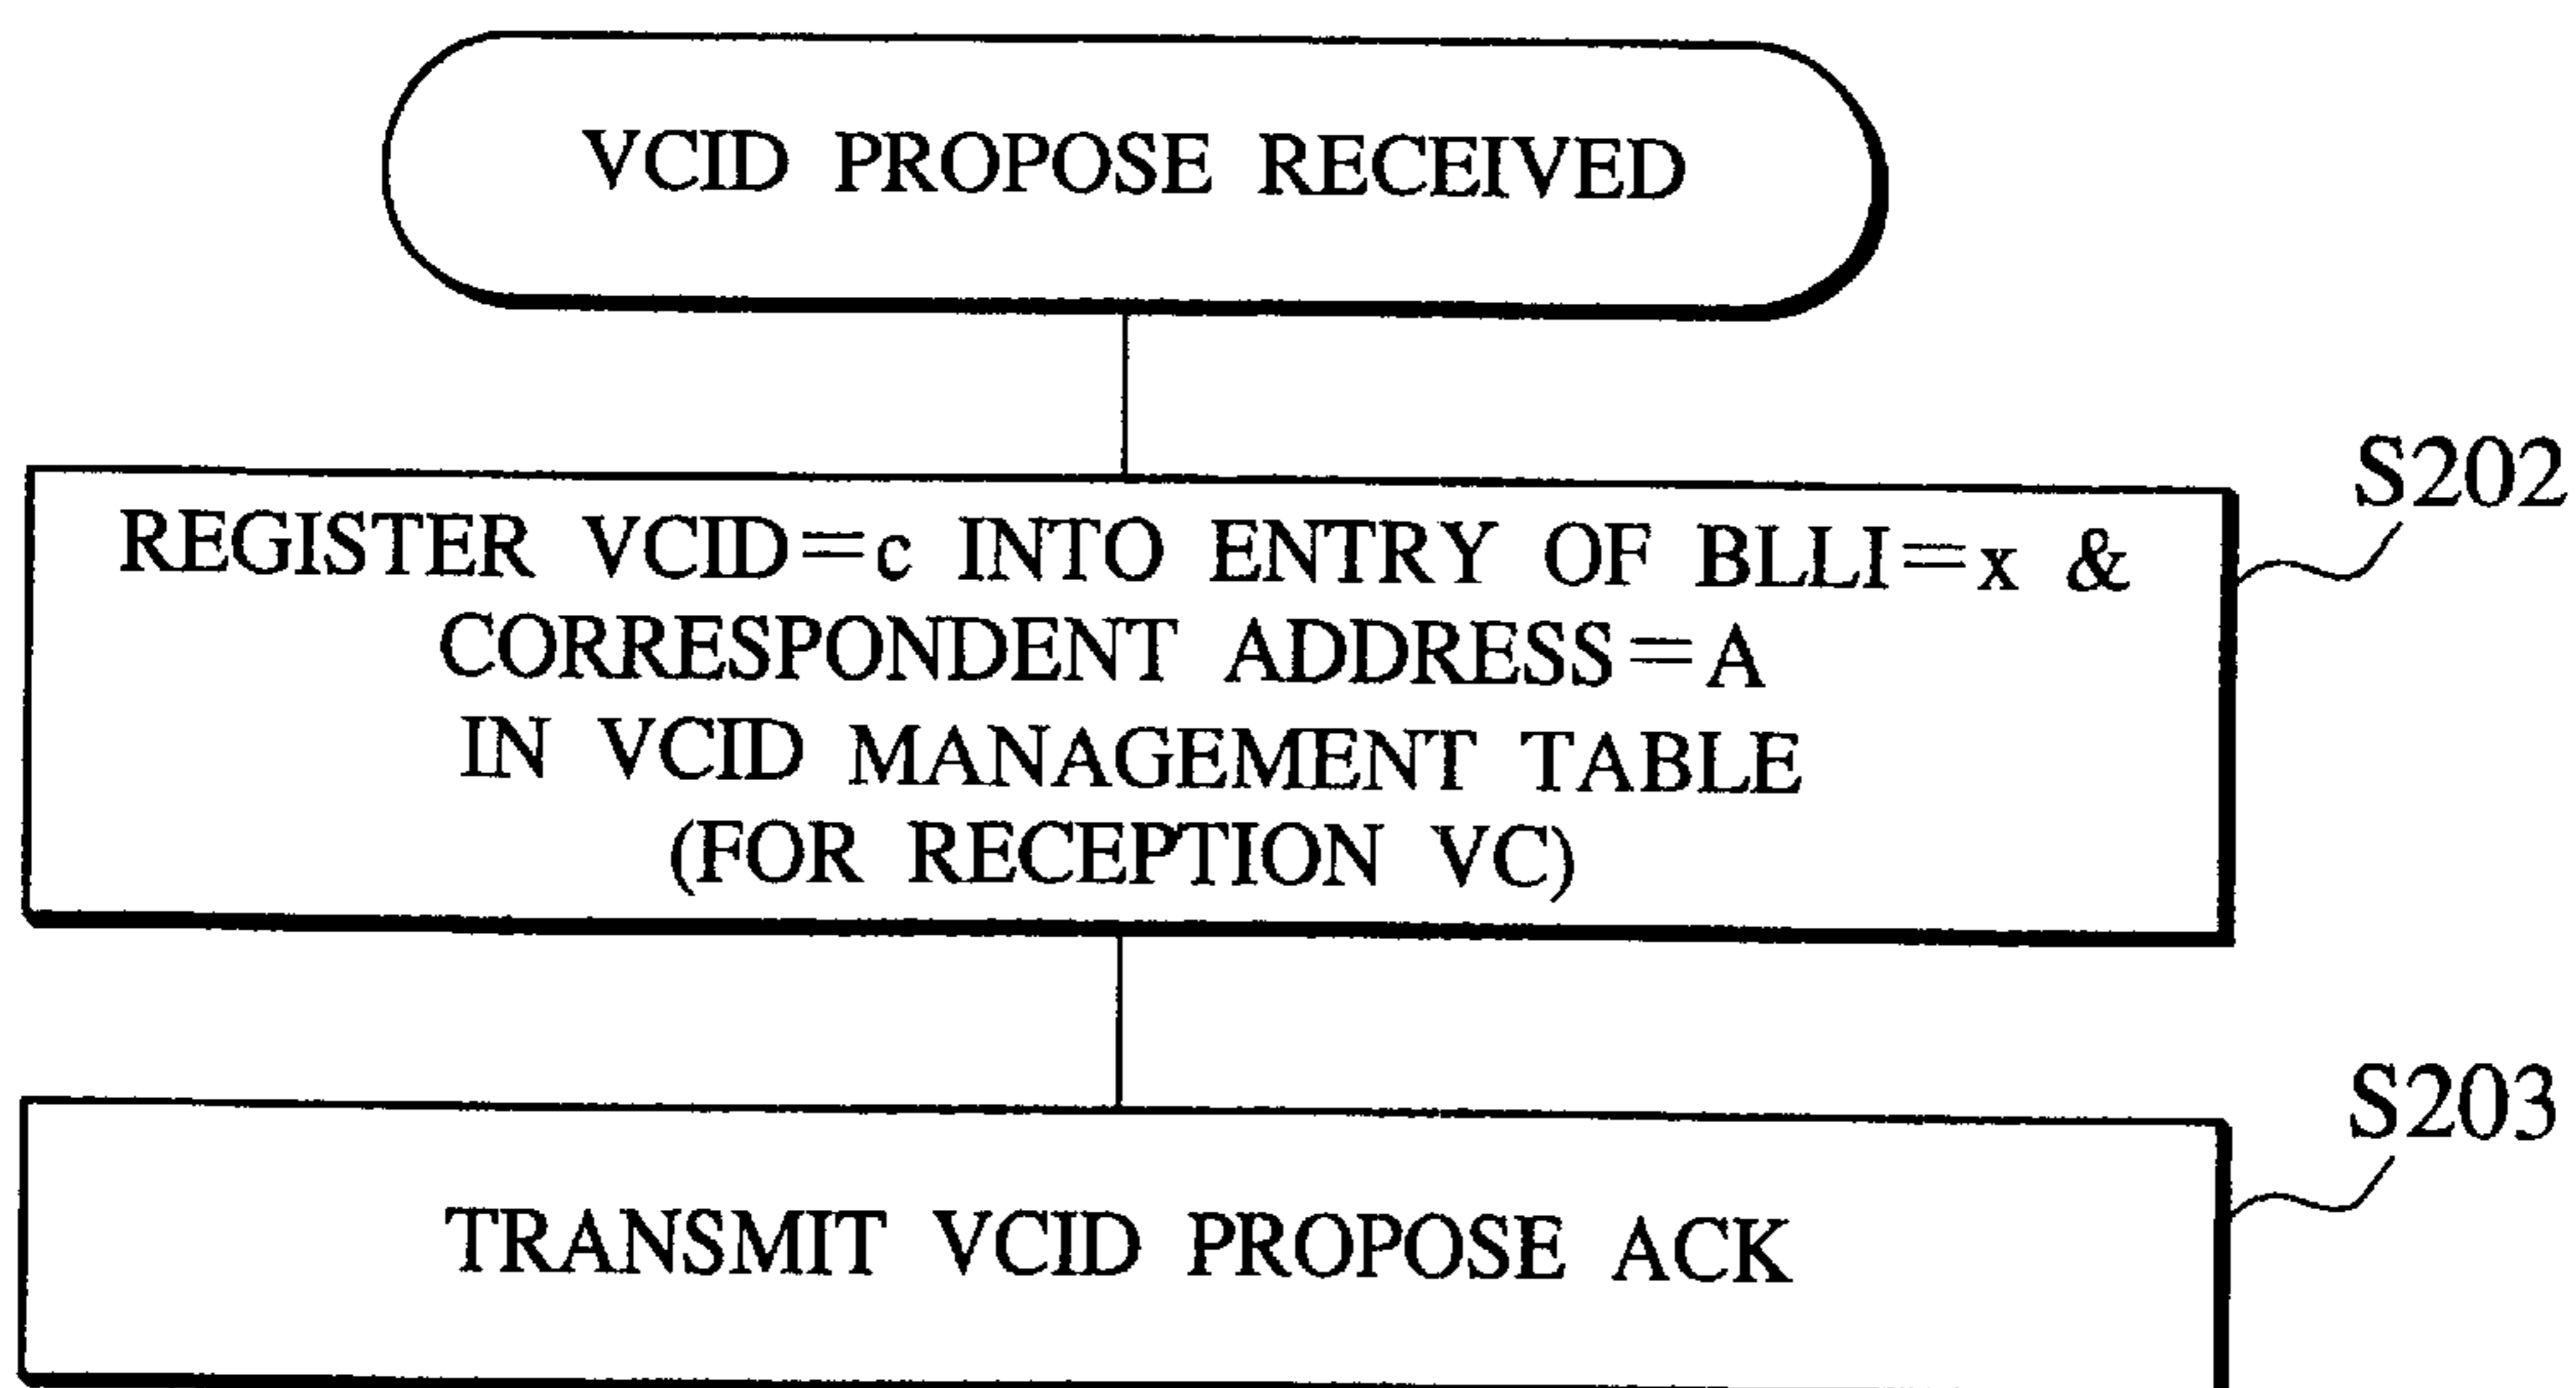 VCID PROPOSE RECEIVED
S202
REGISTER VCID=c INTO ENTRY OF BLLI=x &
CORRESPONDENT ADDRESS=A
IN VCID MANAGEMENT TABLE
(FOR RECEPTION VC)
S203
TRANSMIT VCID PROPOSE ACK